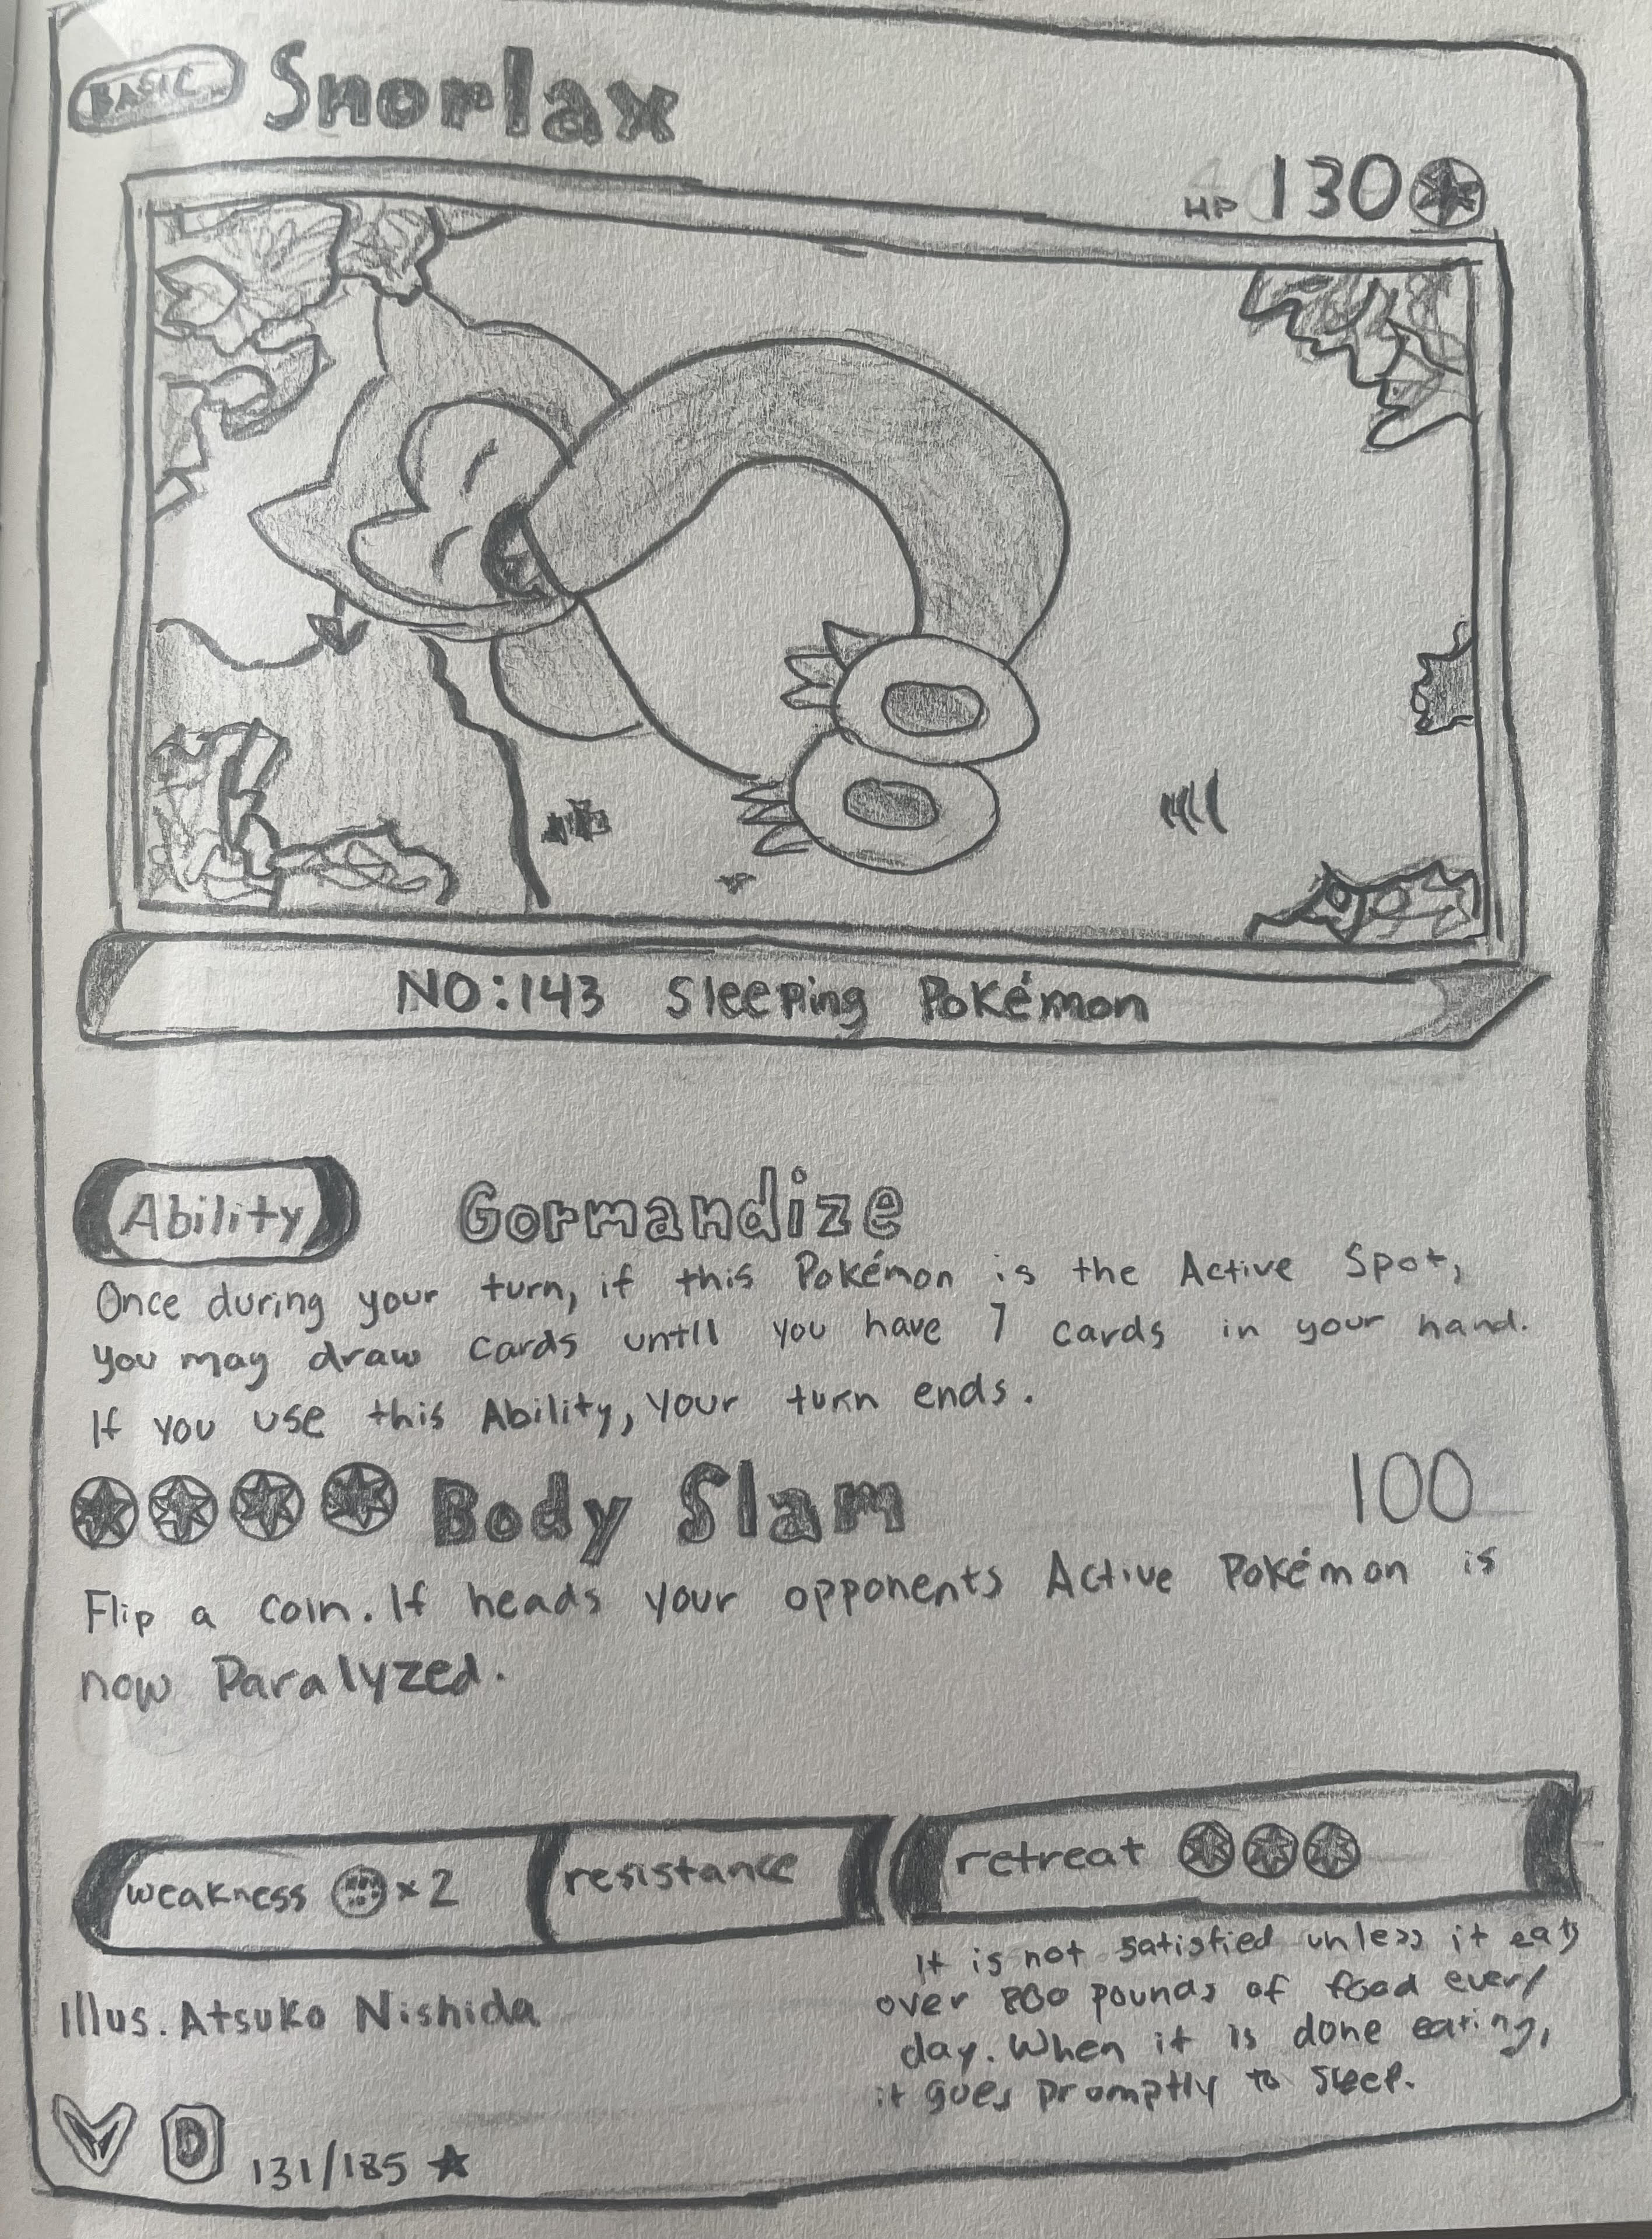 BASIC Snorlax
HP 130
NO:143 Sleeping Pokémon
Ability Gormandize
Once during your turn, if this Pokémon is the Active Spot,
you may draw cards until you have 7 cards in your hand.
If you use this Ability, your turn ends.
Body Slam 100
Flip a coin. If heads your opponents Active Pokémon is
now Paralyzed.
weakness ×2 resistance retreat
It is not satisfied unless it eats
over 880 pounds of food every
day. When it is done eating,
it goes promptly to sleep.
Illus. Atsuko Nishida
D 131/185 ★